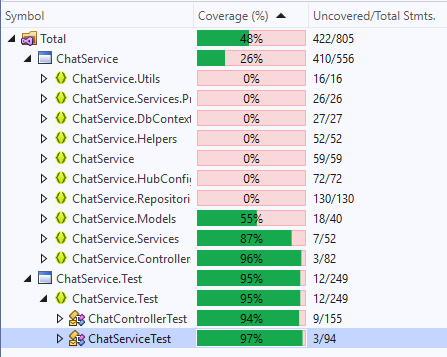 Symbol Coverage (%) Uncovered/Total Stmts.
Total 48% 422/805
ChatService 26% 410/556
ChatService.Utils 0% 16/16
ChatService.Services.Pr 0% 26/26
ChatService.DbContext 0% 27/27
ChatService.Helpers 0% 52/52
ChatService 0% 59/59
ChatService.HubConfig 0% 72/72
ChatService.Repositori 0% 130/130
ChatService.Models 55% 18/40
ChatService.Services 87% 7/52
ChatService.Controller 96% 3/82
ChatService.Test 95% 12/249
ChatService.Test 95% 12/249
ChatControllerTest 94% 9/155
ChatServiceTest 97% 3/94